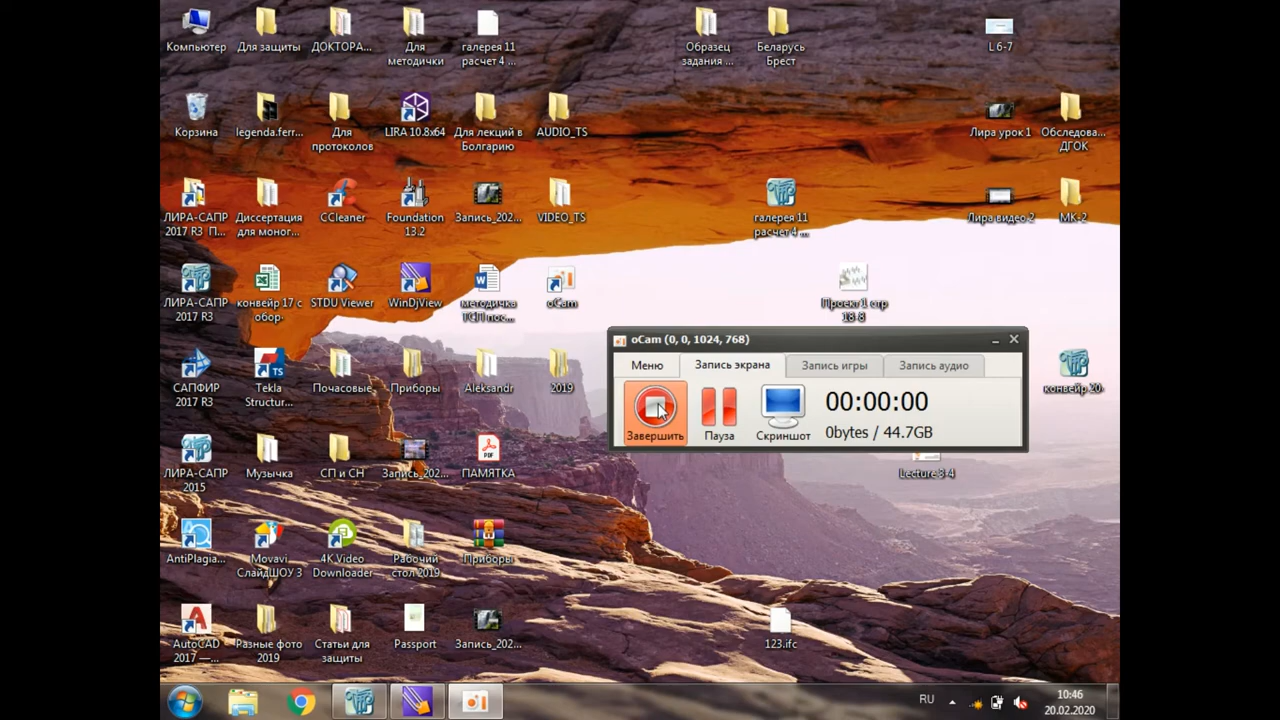 Компьютер
Для защиты
ДОКТОРА...
Для
методички
галерея 11
расчет 4 ...
Образец
задания ...
Беларусь
Брест
L 6-7
Корзина
legenda.ferr...
Для
протоколов
LIRA 10.8x64
Для лекций в
Болгарию
AUDIO_TS
Лира урок 1
Обследова...
ДГОК
ЛИРА-САПР
2017 R3 П...
Диссертация
для моног...
CCleaner
Foundation
13.2
Запись_202...
VIDEO_TS
галерея 11
расчет 4 ...
Лира видео 2
МК-2
ЛИРА-САПР
2017 R3
конвейр 17 с
обор-
STDU Viewer
WinDjView
методичка
ТСП пос...
oCam
Проект1 стр
18-8
oCam (0, 0, 1024, 768)
Меню
Запись экрана
Запись игры
Запись аудио
Завершить
Пауза
Скриншот
00:00:00
0bytes / 44.7GB
САПФИР
2017 R3
Tekla
Structur...
Почасовые
Приборы
Aleksandr
2019
конвейр 20-
ЛИРА-САПР
2015
Музычка
СП и СН
Запись_202...
PDF
ПАМЯТКА
Lecture 3-4
AntiPlagia...
Movavi
СлайдШОУ 3
4K Video
Downloader
Рабочий
стол 2019
Приборы
AutoCAD
2017 —...
Разные фото
2019
Статьи для
защиты
Passport
Запись_202...
123.ifc
RU
10:46
20.02.2020